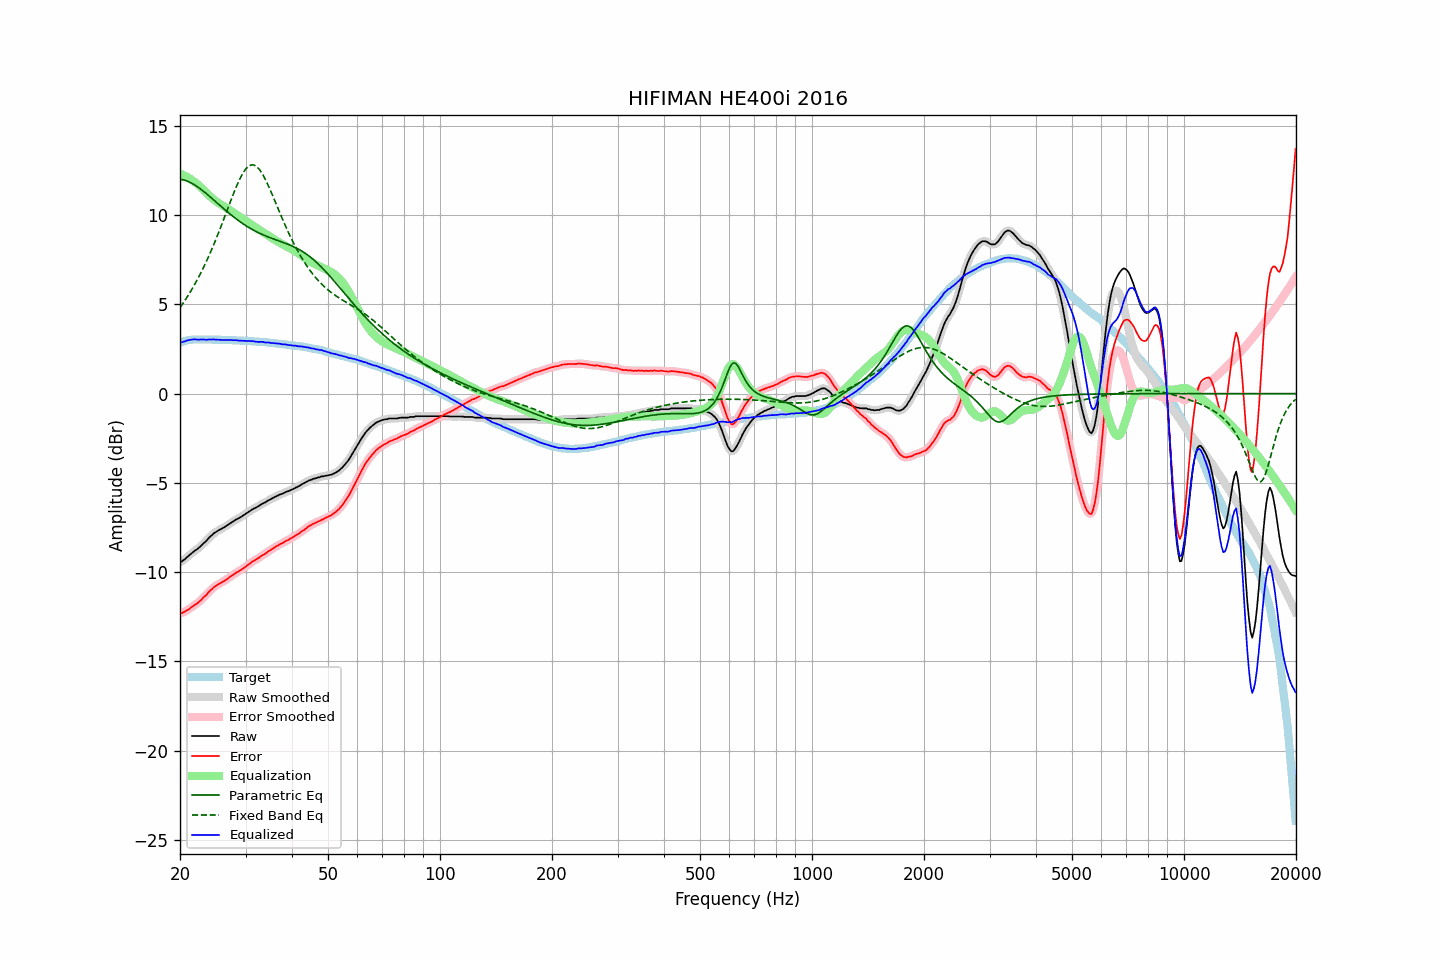 HIFIMAN HE400i 2016
Amplitude (dBr)
15
10
5
0
−5
−10
−15
−20
−25
Target
Raw Smoothed
Error Smoothed
Raw
Error
Equalization
Parametric Eq
Fixed Band Eq
Equalized
20 50 100 200 500 1000 2000 5000 10000 20000
Frequency (Hz)